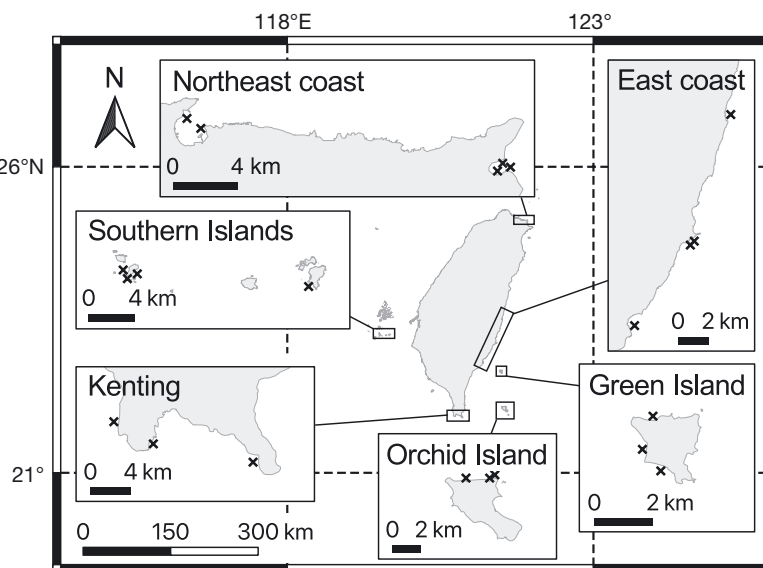 118°E 123°
N
Northeast coast
0 4 km
East coast
0 2 km
26°N
Southern Islands
0 4 km
Kenting
0 4 km
Orchid Island
0 2 km
Green Island
0 2 km
21°
0 150 300 km